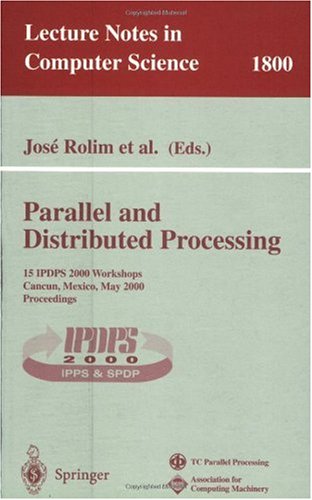 Lecture Notes in
Computer Science 1800
José Rolim et al. (Eds.)
Parallel and
Distributed Processing
15 IPDPS 2000 Workshops
Cancun, Mexico, May 2000
Proceedings
IPDPS
2000
IPPS & SPDP
Springer
TC Parallel Processing
Association for
Computing Machinery